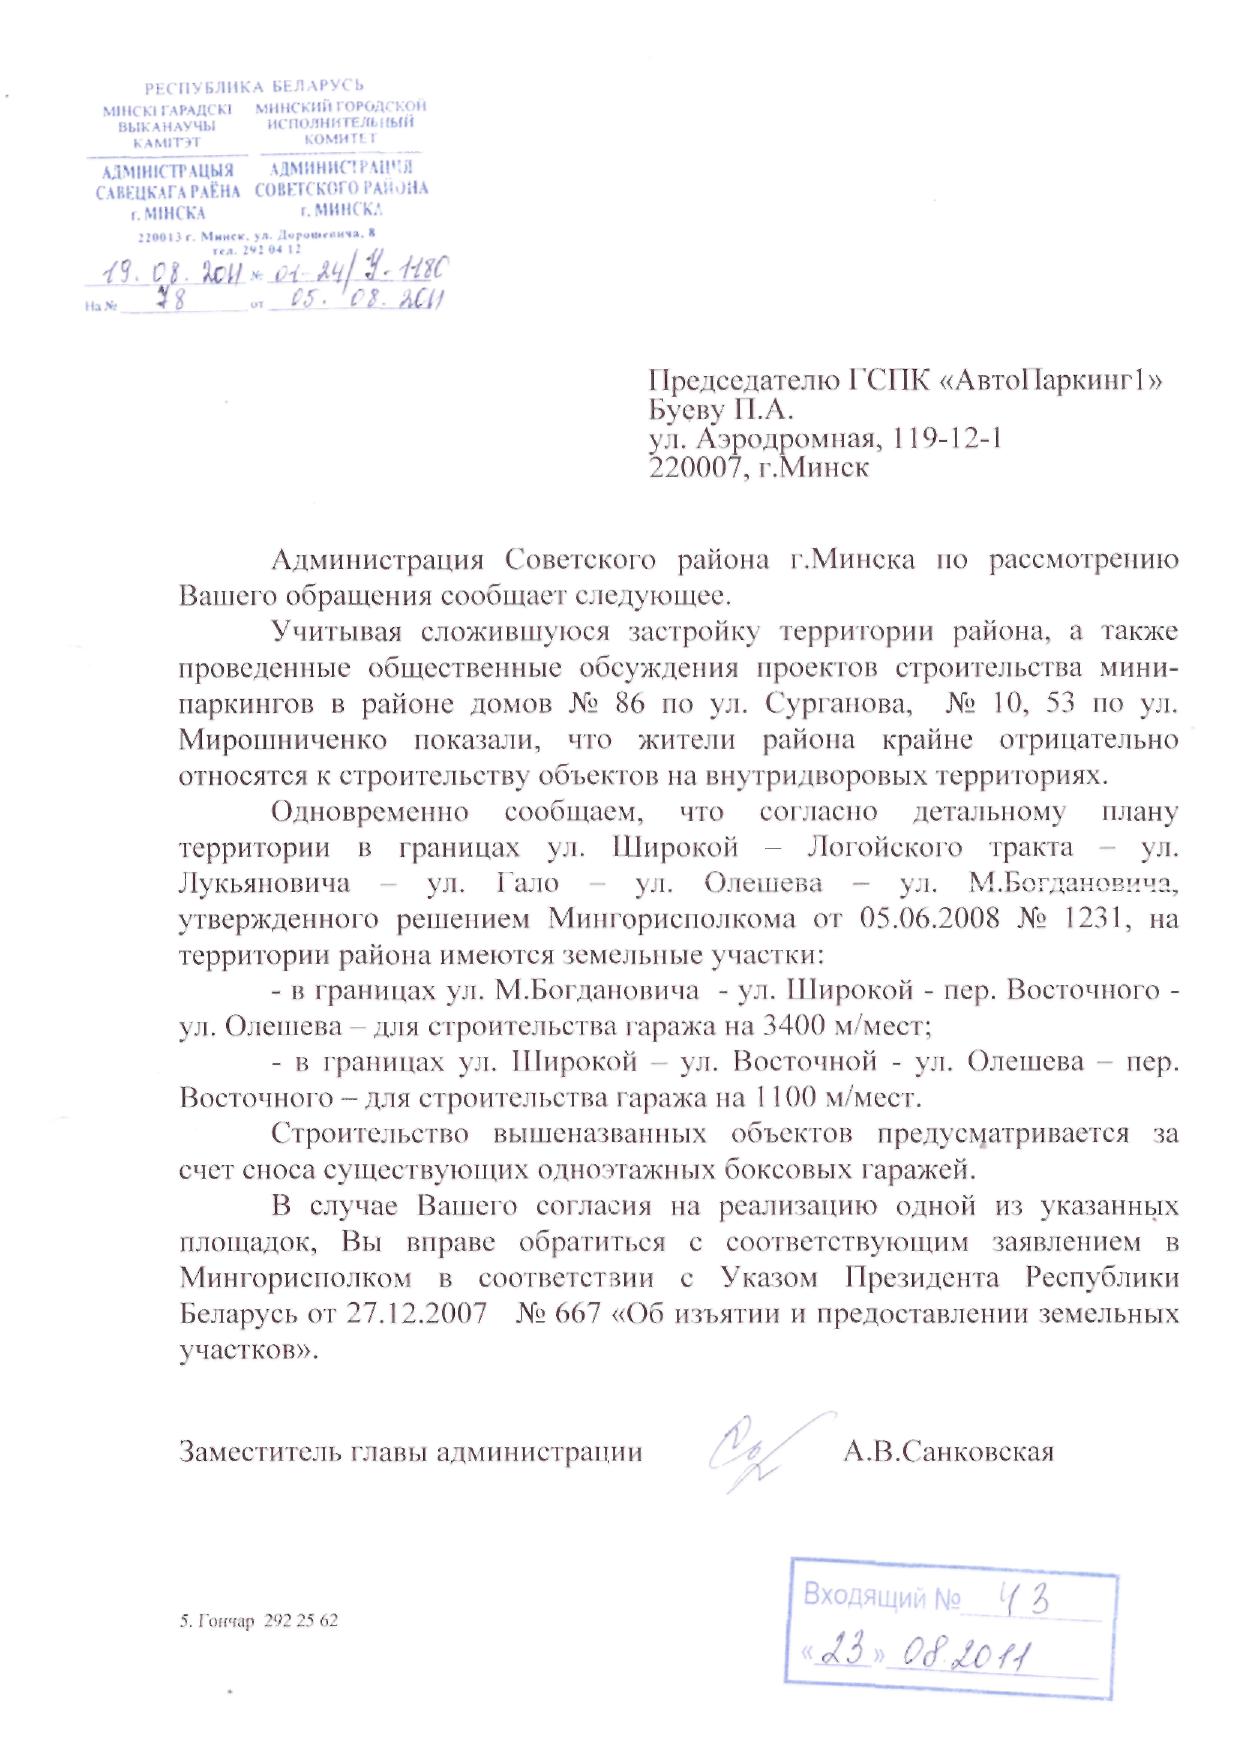 РЕСПУБЛИКА БЕЛАРУСЬ
МІНСКІ ГАРАДСКІ
ВЫКАНАУЧЫ
КАМІТЭТ
МИНСКИЙ ГОРОДСКОЙ
ИСПОЛНИТЕЛЬНЫЙ
КОМИТЕТ
АДМІНІСТРАЦЫЯ
САВЕЦКАГА РАЁНА
г. МІНСКА
АДМИНИСТРАЦИЯ
СОВЕТСКОГО РАЙОНА
г. МИНСКА
220013 г. Минск, ул. Дорошевича, 8
тел. 292 04 12
19.08.2011 № 01-24/У-1180
На № 78 от 05.08.2011
Председателю ГСПК «АвтоПаркинг1»
Буеву П.А.
ул. Аэродромная, 119-12-1
220007, г.Минск
Администрация Советского района г.Минска по рассмотрению
Вашего обращения сообщает следующее.
Учитывая сложившуюся застройку территории района, а также
проведенные общественные обсуждения проектов строительства мини-
паркингов в районе домов № 86 по ул. Сурганова, № 10, 53 по ул.
Мирошниченко показали, что жители района крайне отрицательно
относятся к строительству объектов на внутридворовых территориях.
Одновременно сообщаем, что согласно детальному плану
территории в границах ул. Широкой – Логойского тракта – ул.
Лукьяновича – ул. Гало – ул. Олешева – ул. М.Богдановича,
утвержденного решением Мингорисполкома от 05.06.2008 № 1231, на
территории района имеются земельные участки:
- в границах ул. М.Богдановича - ул. Широкой - пер. Восточного -
ул. Олешева – для строительства гаража на 3400 м/мест;
- в границах ул. Широкой – ул. Восточной - ул. Олешева – пер.
Восточного – для строительства гаража на 1100 м/мест.
Строительство вышеназванных объектов предусматривается за
счет сноса существующих одноэтажных боксовых гаражей.
В случае Вашего согласия на реализацию одной из указанных
площадок, Вы вправе обратиться с соответствующим заявлением в
Мингорисполком в соответствии с Указом Президента Республики
Беларусь от 27.12.2007 № 667 «Об изъятии и предоставлении земельных
участков».
Заместитель главы администрации А.В.Санковская
5. Гончар 292 25 62
Входящий № 43
«23» 08.2011